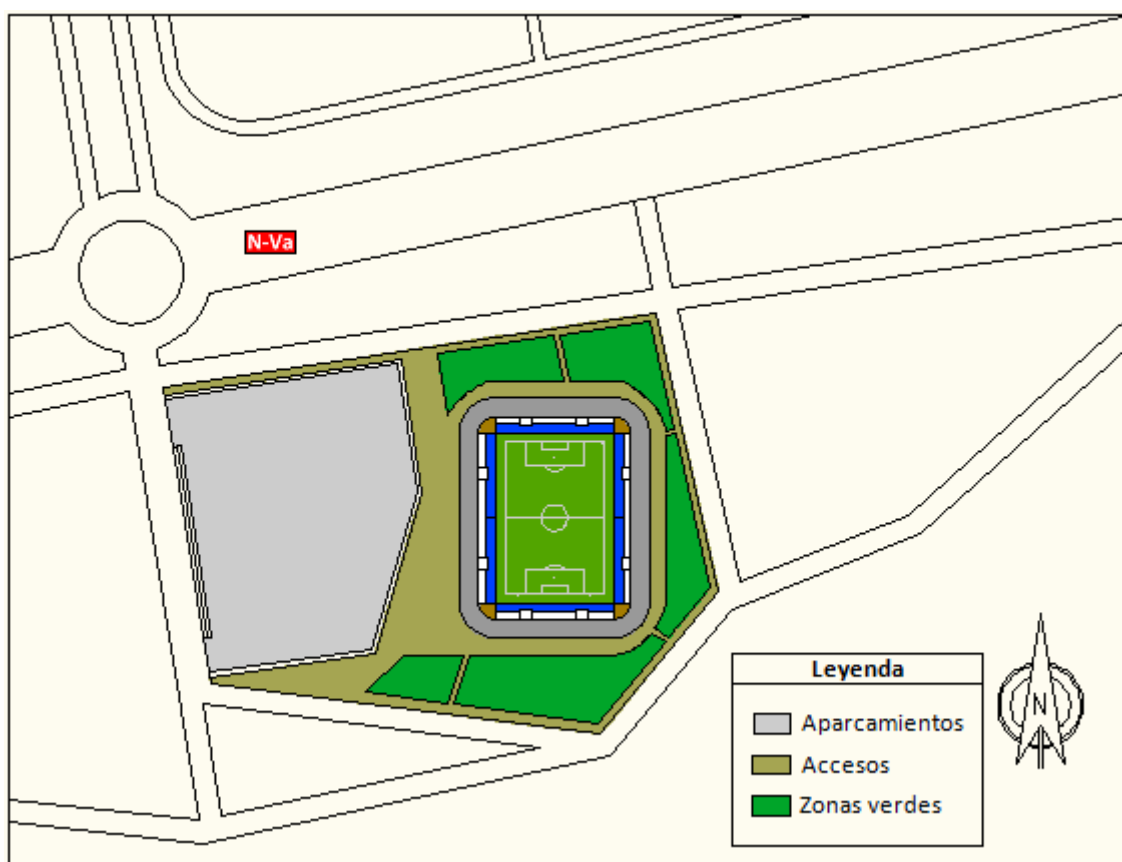 N-Va
Leyenda
Aparcamientos
Accesos
Zonas verdes
N